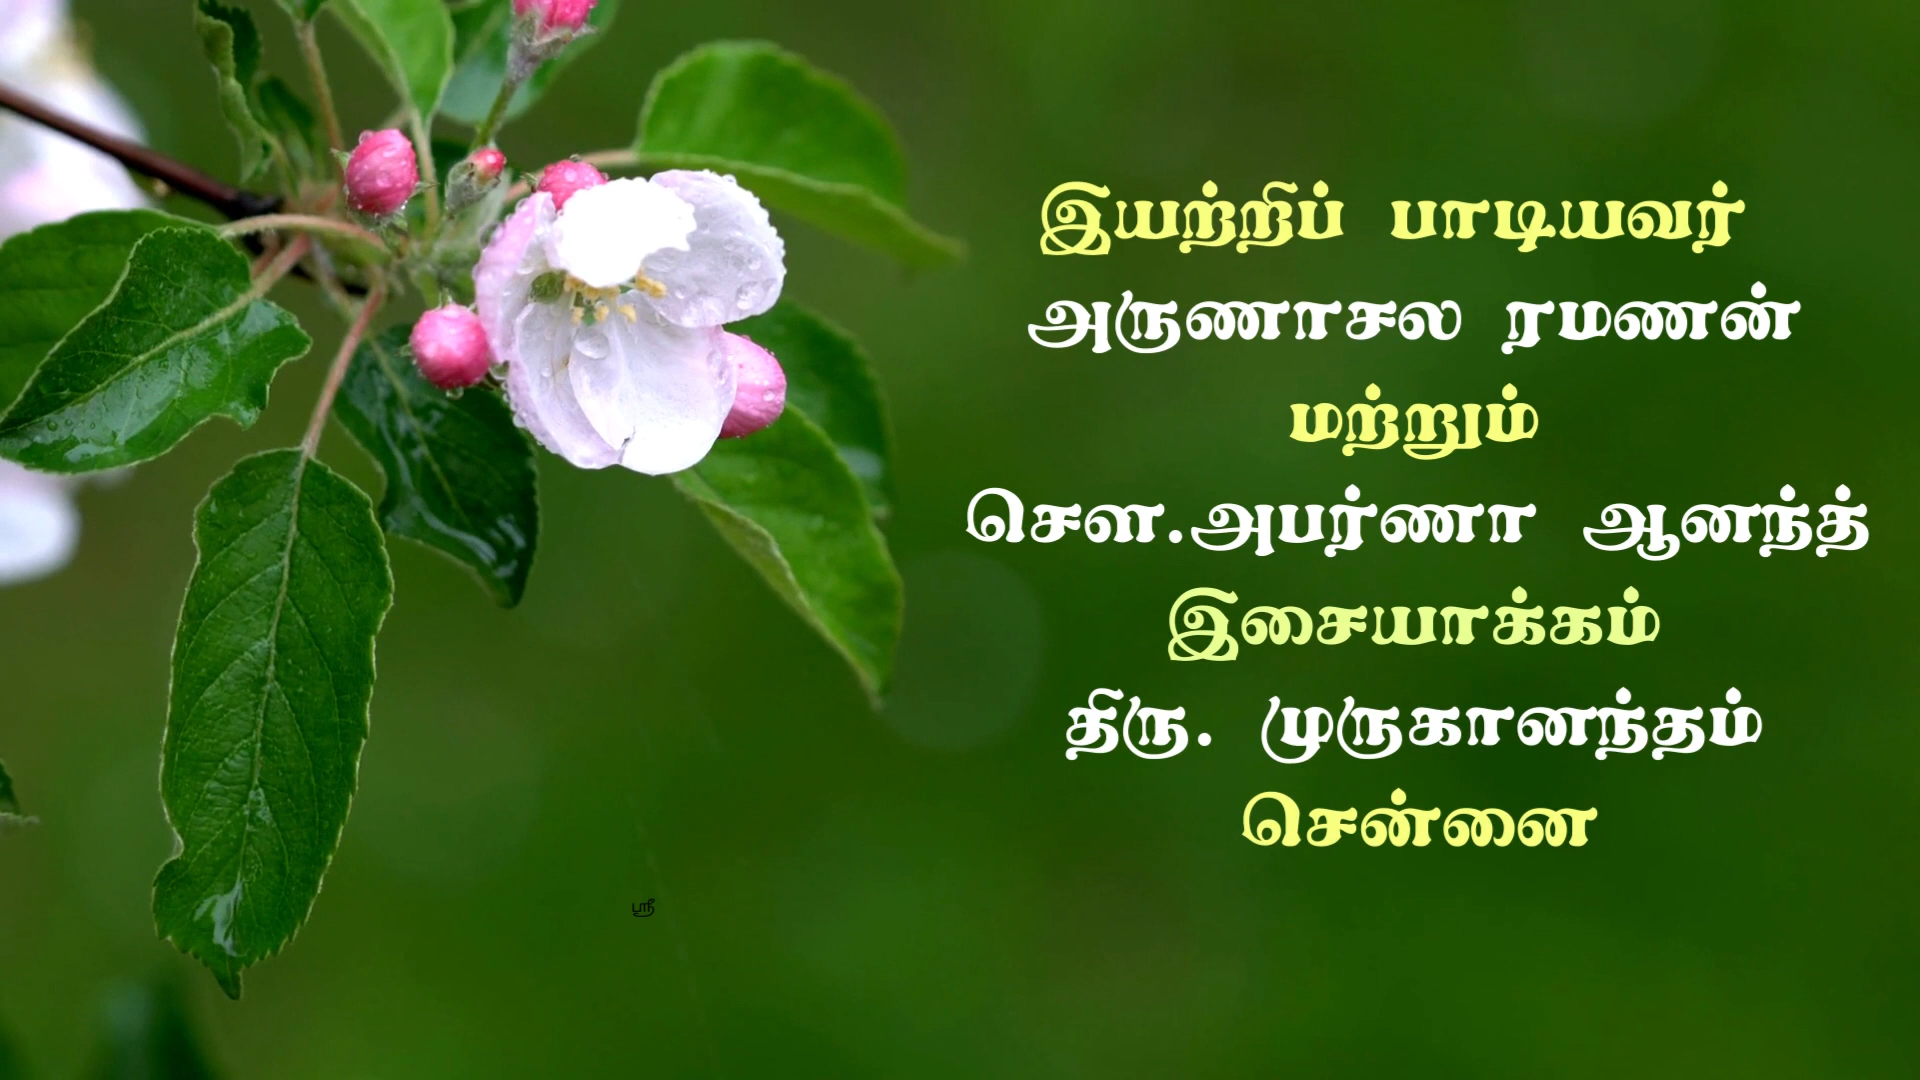 இயற்றிப் பாடியவர்
அருணாசல ரமணன்
மற்றும்
சௌ.அபர்ணா ஆனந்த்
இசையாக்கம்
திரு. முருகானந்தம்
சென்னை
ஸ்ரீ